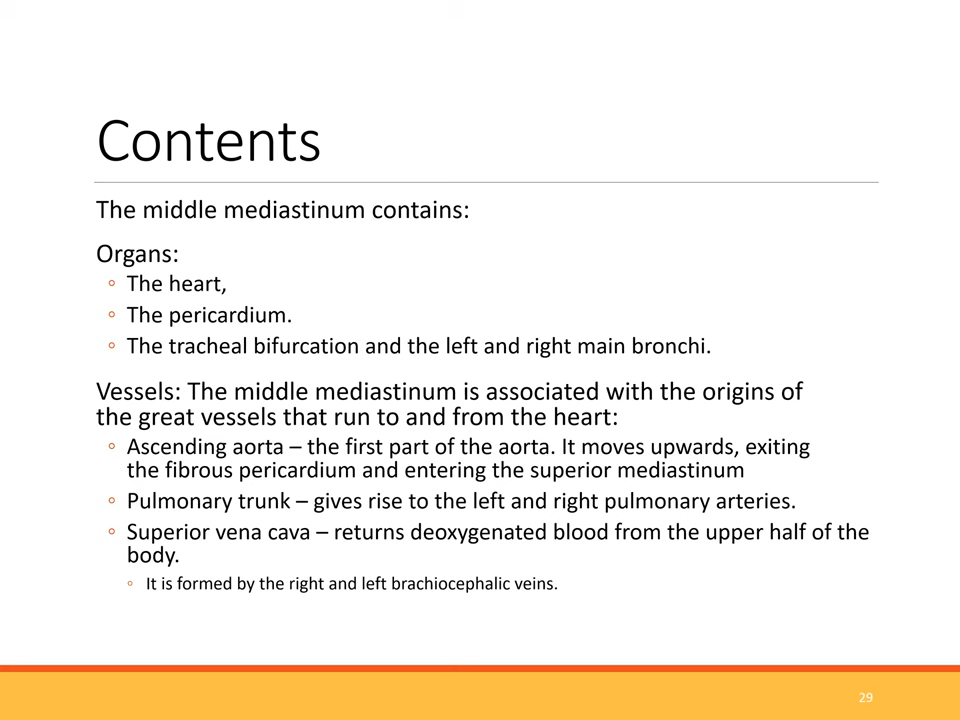 Contents
The middle mediastinum contains:
Organs:
◦ The heart,
◦ The pericardium.
◦ The tracheal bifurcation and the left and right main bronchi.
Vessels: The middle mediastinum is associated with the origins of
the great vessels that run to and from the heart:
◦ Ascending aorta – the first part of the aorta. It moves upwards, exiting
the fibrous pericardium and entering the superior mediastinum
◦ Pulmonary trunk – gives rise to the left and right pulmonary arteries.
◦ Superior vena cava – returns deoxygenated blood from the upper half of the
body.
◦ It is formed by the right and left brachiocephalic veins.
29